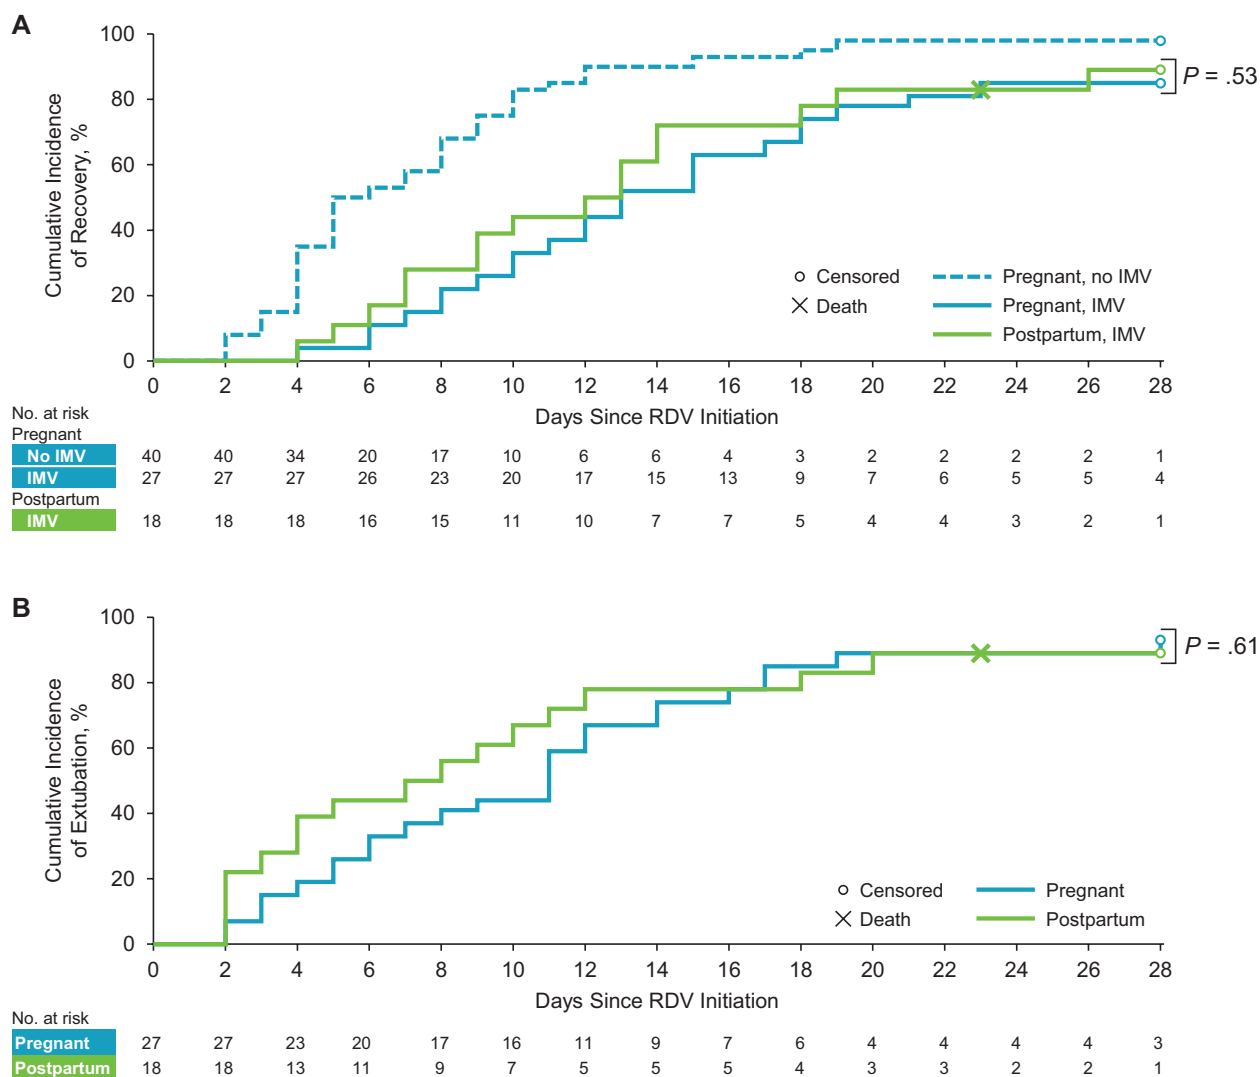 A
100
80
60
40
20
0
Cumulative Incidence
of Recovery, %
P = .53
Censored
Death
Pregnant, no IMV
Pregnant, IMV
Postpartum, IMV
0 2 4 6 8 10 12 14 16 18 20 22 24 26 28
Days Since RDV Initiation
No. at risk
Pregnant
No IMV 40 40 34 20 17 10 6 6 4 3 2 2 2 2 1
IMV 27 27 27 26 23 20 17 15 13 9 7 6 5 5 4
Postpartum
IMV 18 18 18 16 15 11 10 7 7 5 4 4 3 2 1
B
100
80
60
40
20
0
Cumulative Incidence
of Extubation, %
P = .61
Censored
Death
Pregnant
Postpartum
0 2 4 6 8 10 12 14 16 18 20 22 24 26 28
Days Since RDV Initiation
No. at risk
Pregnant 27 27 23 20 17 16 11 9 7 6 4 4 4 4 3
Postpartum 18 18 13 11 9 7 5 5 5 4 3 3 2 2 1